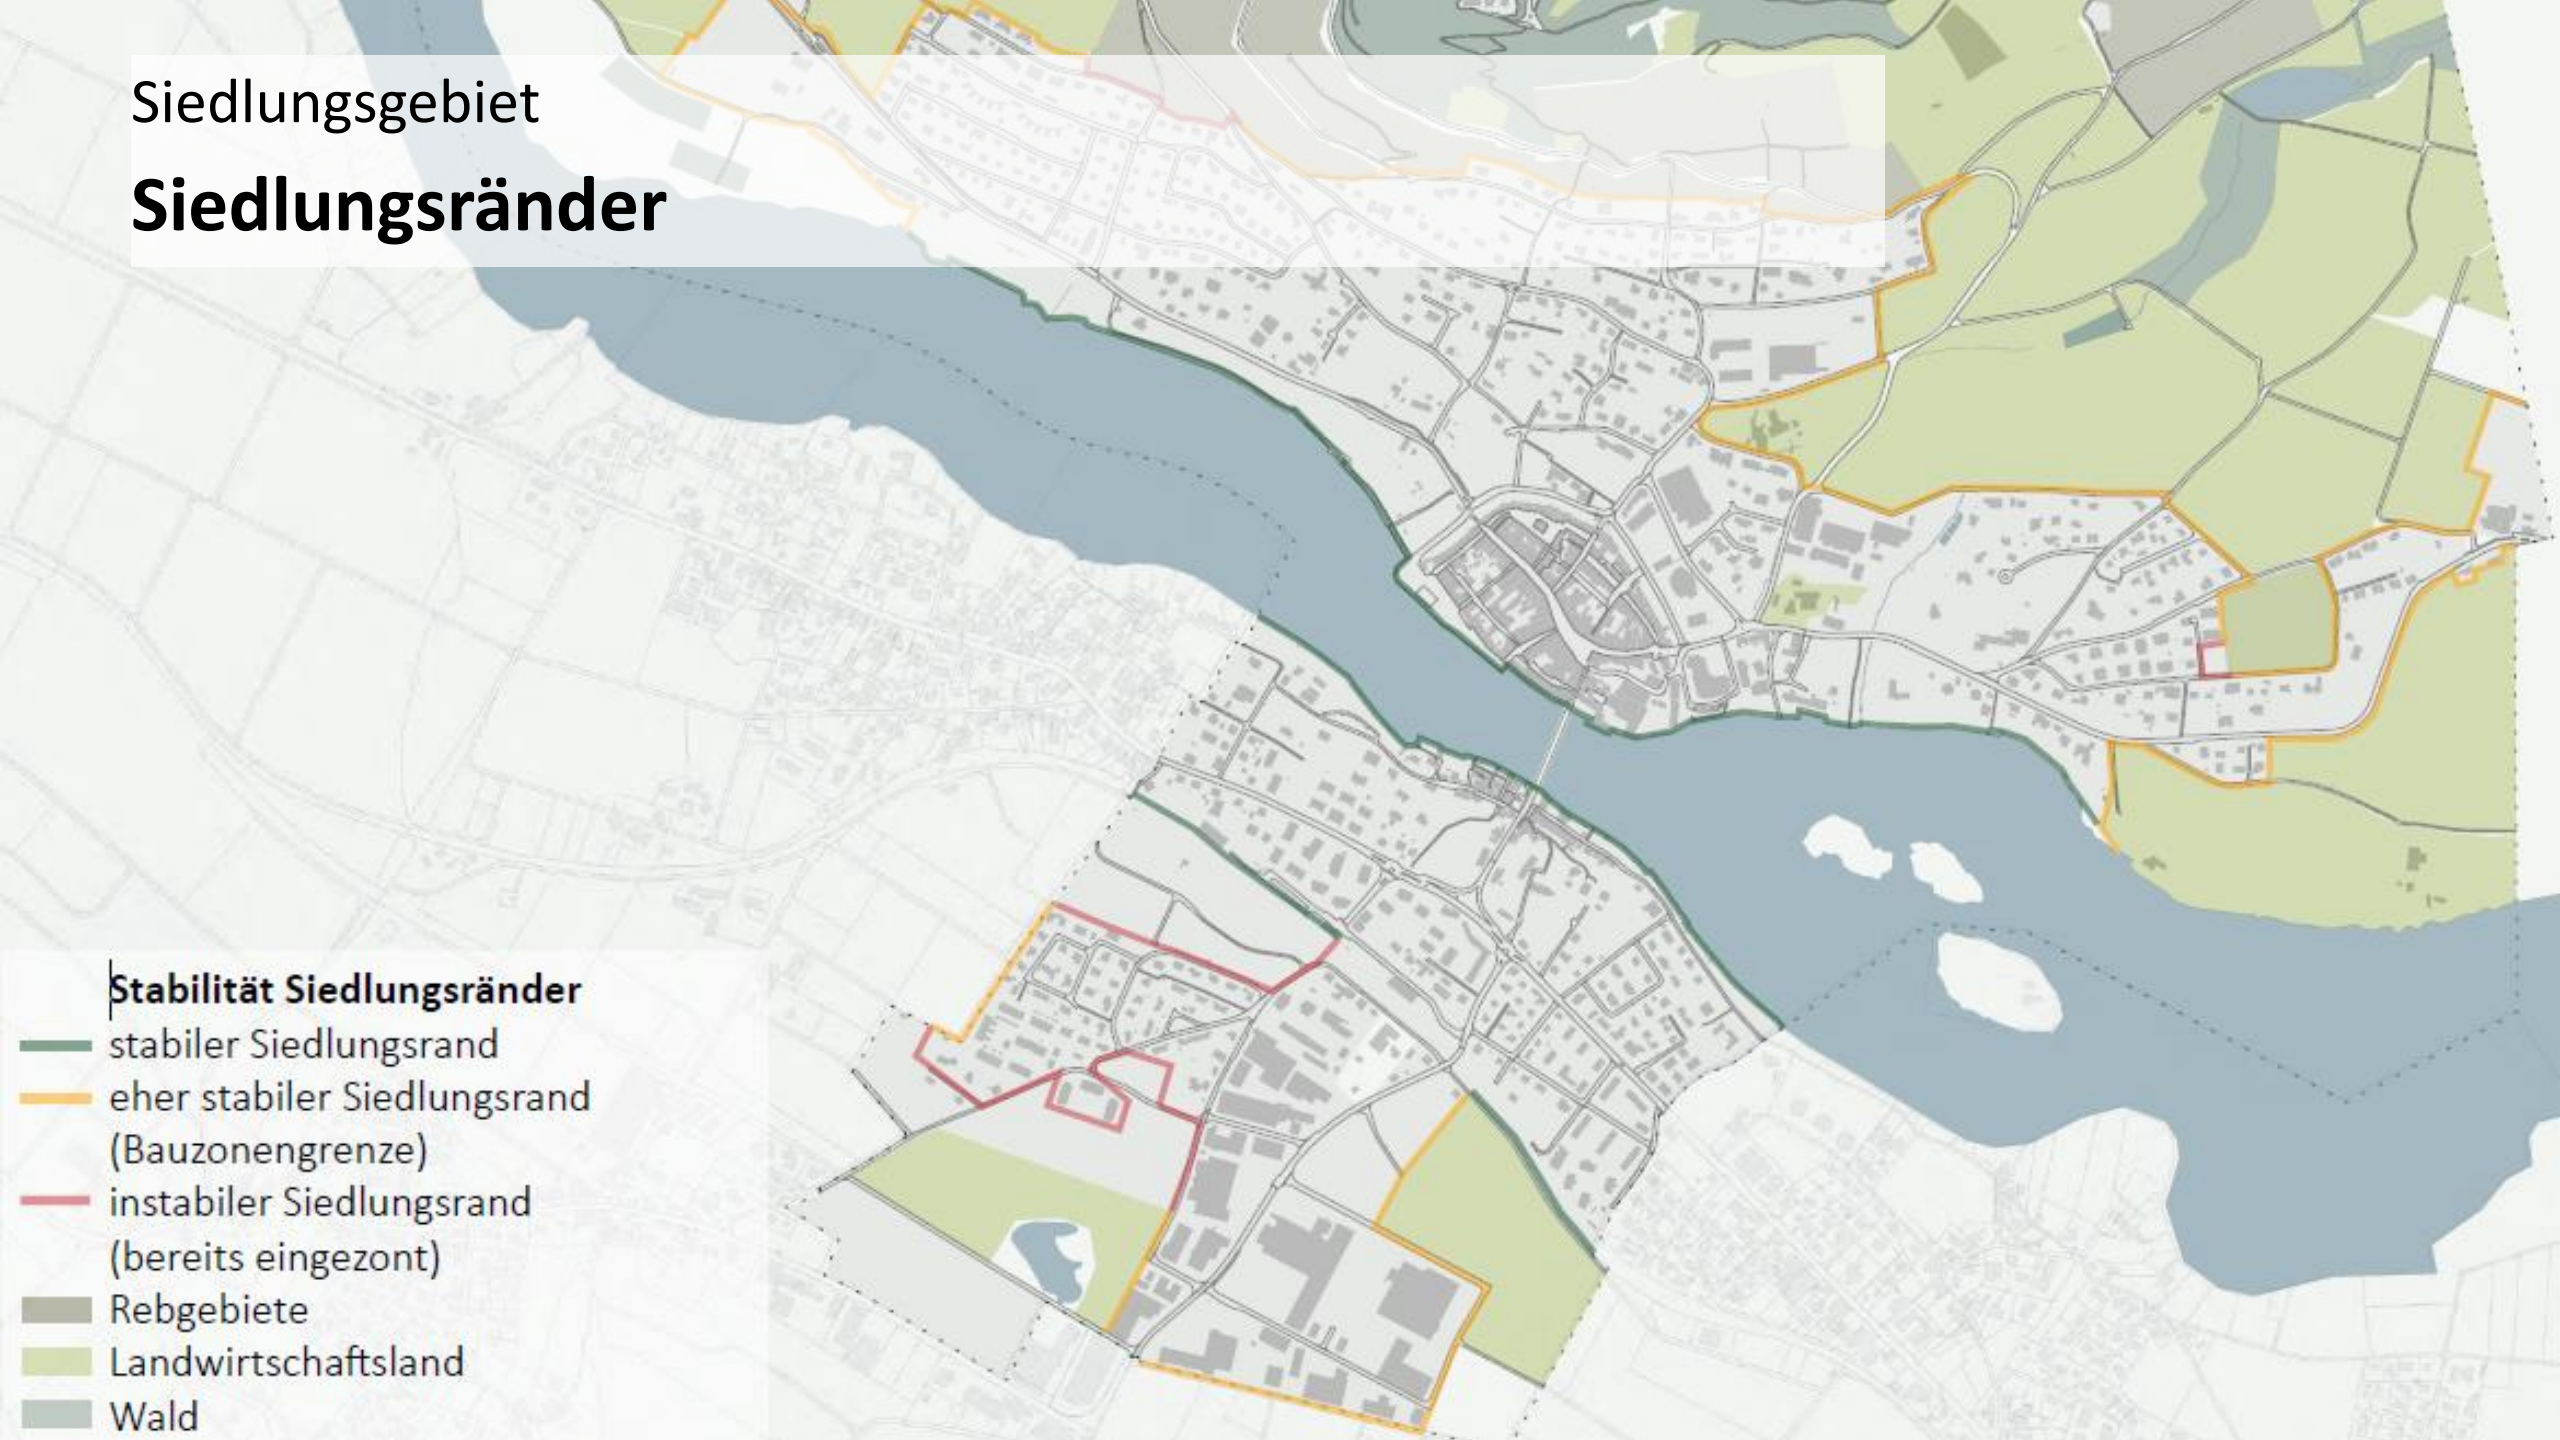 Siedlungsgebiet
Siedlungsränder
Stabilität Siedlungsränder
stabiler Siedlungsrand
eher stabiler Siedlungsrand
(Bauzonengrenze)
instabiler Siedlungsrand
(bereits eingezont)
Rebgebiete
Landwirtschaftsland
Wald